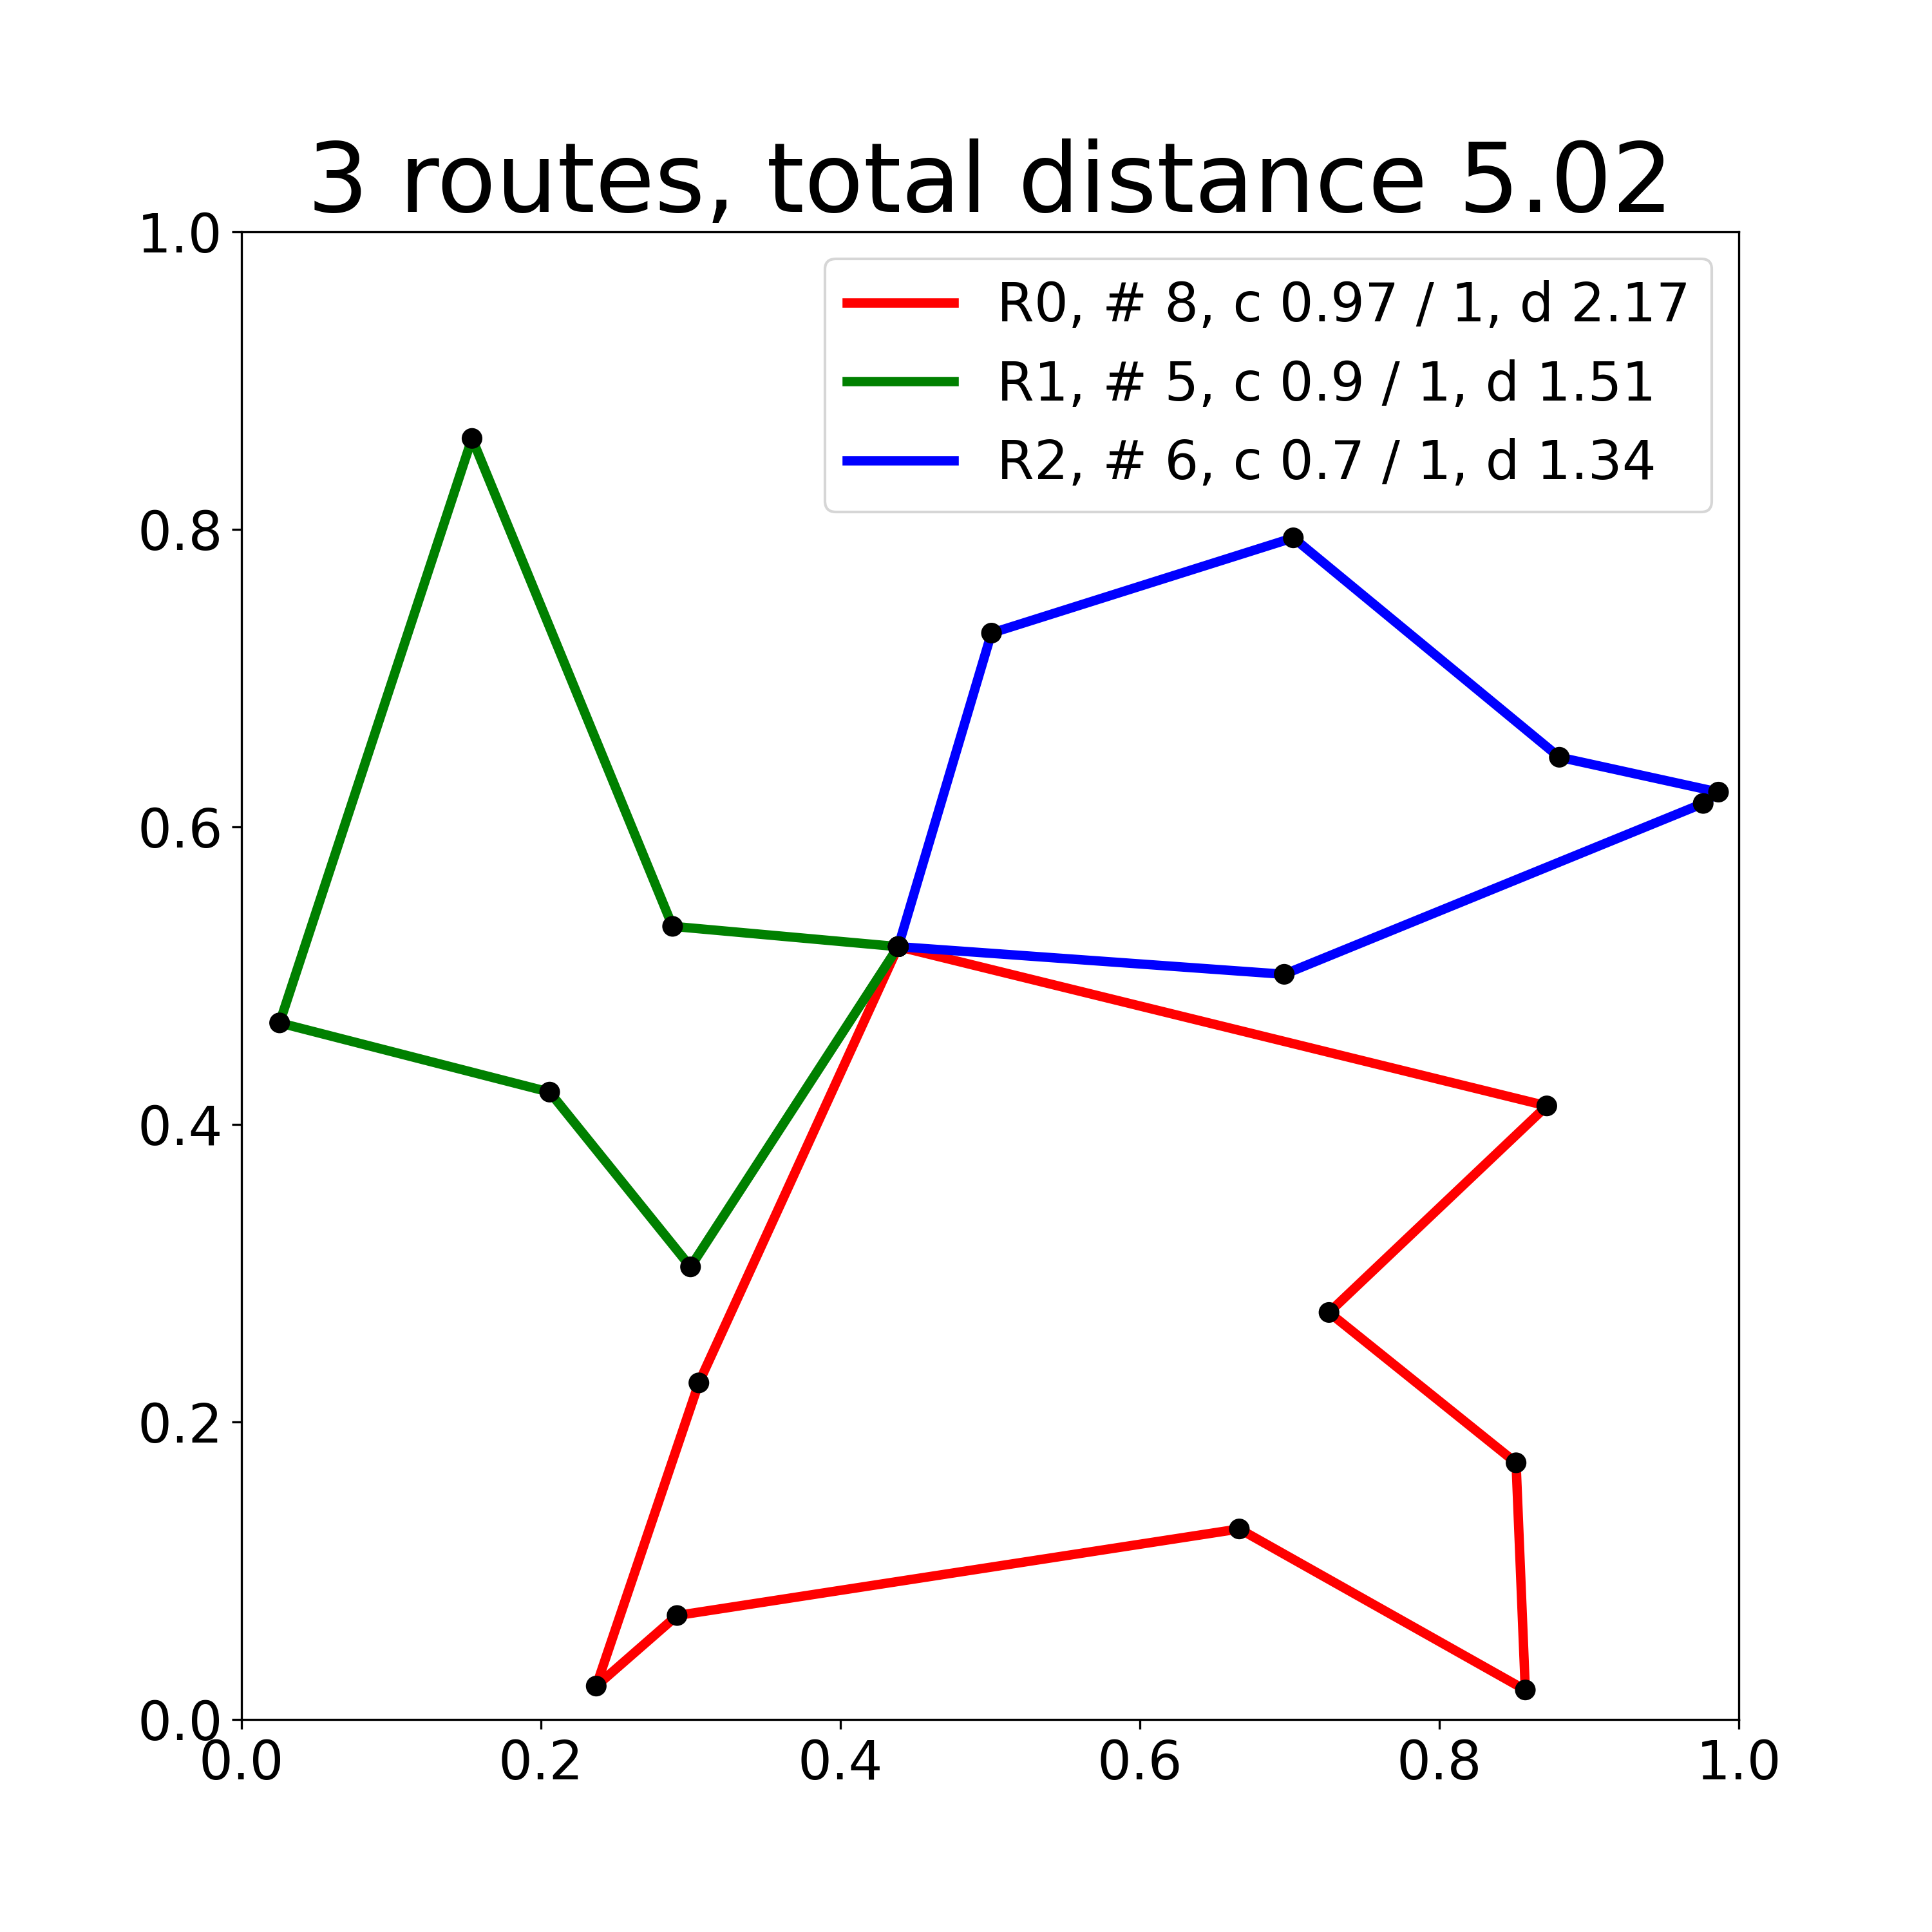 3 routes, total distance 5.02
R0, # 8, c 0.97 / 1, d 2.17
R1, # 5, c 0.9 / 1, d 1.51
R2, # 6, c 0.7 / 1, d 1.34
1.0
0.8
0.6
0.4
0.2
0.0
0.0 0.2 0.4 0.6 0.8 1.0